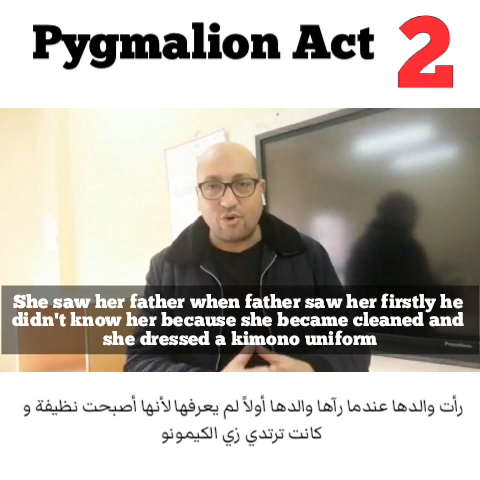 Pygmalion Act 2
She saw her father when father saw her firstly he
didn't know her because she became cleaned and
she dressed a kimono uniform
رأت والدها عندما رآها والدها أولاً لم يعرفها لأنها أصبحت نظيفة و
كانت ترتدي زي الكيمونو